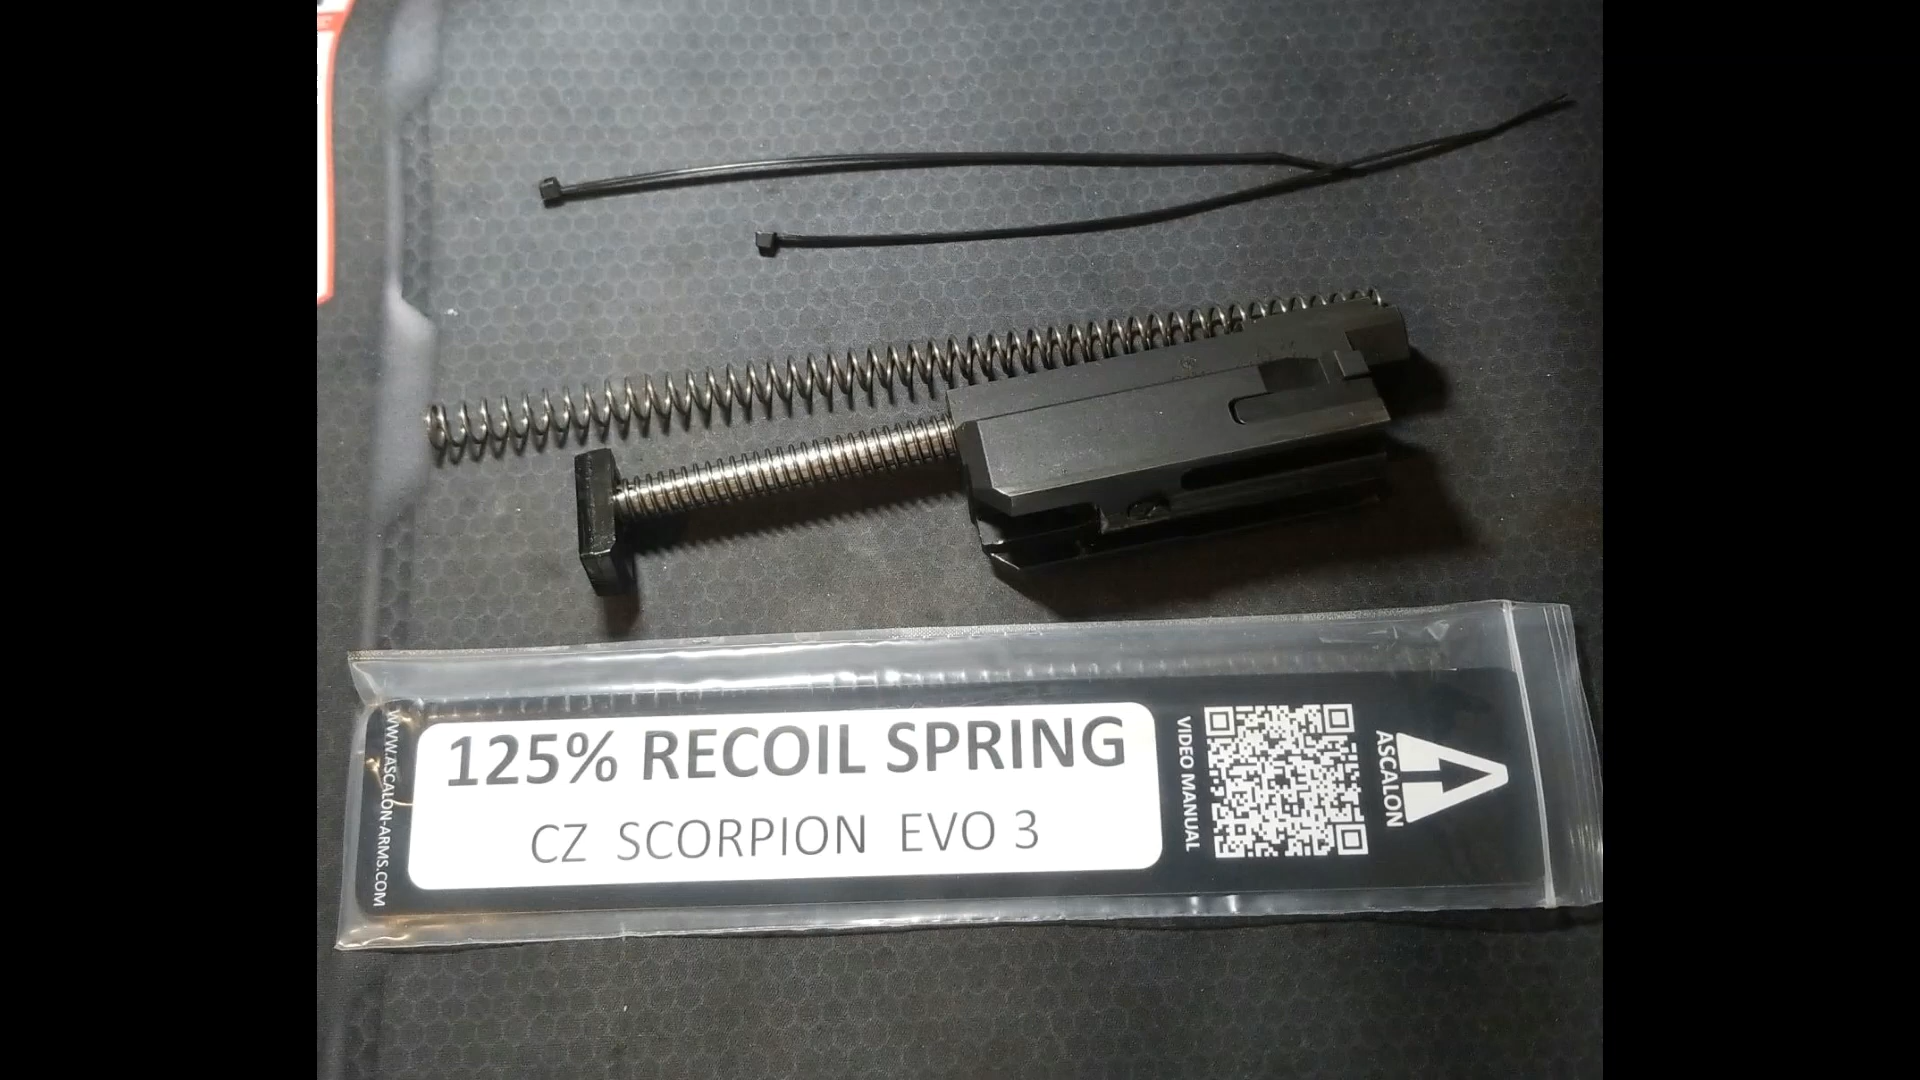 125% RECOIL SPRING
CZ SCORPION EVO 3
WWW.ASCALON-ARMS.COM
VIDEO MANUAL
ASCALON